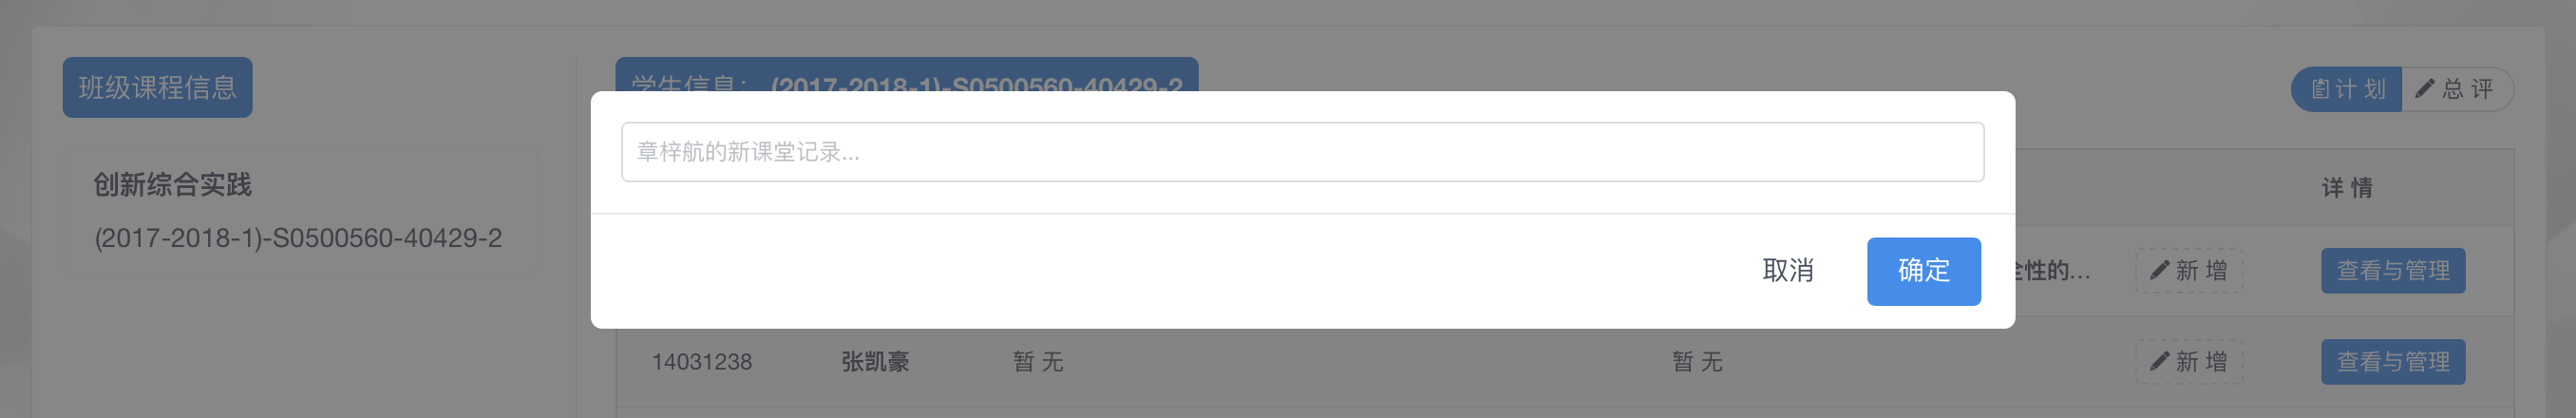 班级课程信息
学生信息： (2017-2018-1)-S0500560-40429-2
计 划
总 评
创新综合实践
(2017-2018-1)-S0500560-40429-2
章梓航的新课堂记录...
取消
确定
详 情
全性的...
新 增
查看与管理
14031238
张凯豪
暂 无
暂 无
新 增
查看与管理